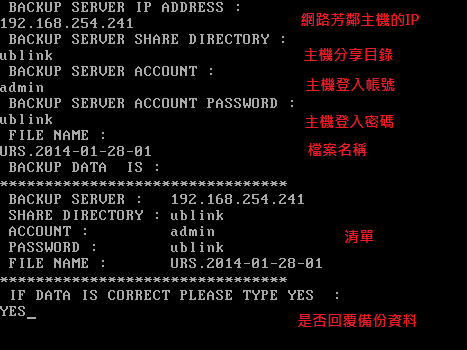 BACKUP SERVER IP ADDRESS :
192.168.254.241 網路芳鄰主機的IP
BACKUP SERVER SHARE DIRECTORY :
ublink 主機分享目錄
BACKUP SERVER ACCOUNT :
admin 主機登入帳號
BACKUP SERVER ACCOUNT PASSWORD :
ublink 主機登入密碼
FILE NAME :
URS.2014-01-28-01 檔案名稱
BACKUP DATA  IS :
********************************
BACKUP SERVER :   192.168.254.241
SHARE DIRECTORY : ublink
ACCOUNT :         admin
PASSWORD :        ublink 清單
FILE NAME :       URS.2014-01-28-01
********************************
IF DATA IS CORRECT PLEASE TYPE YES  :
YES_ 是否回覆備份資料